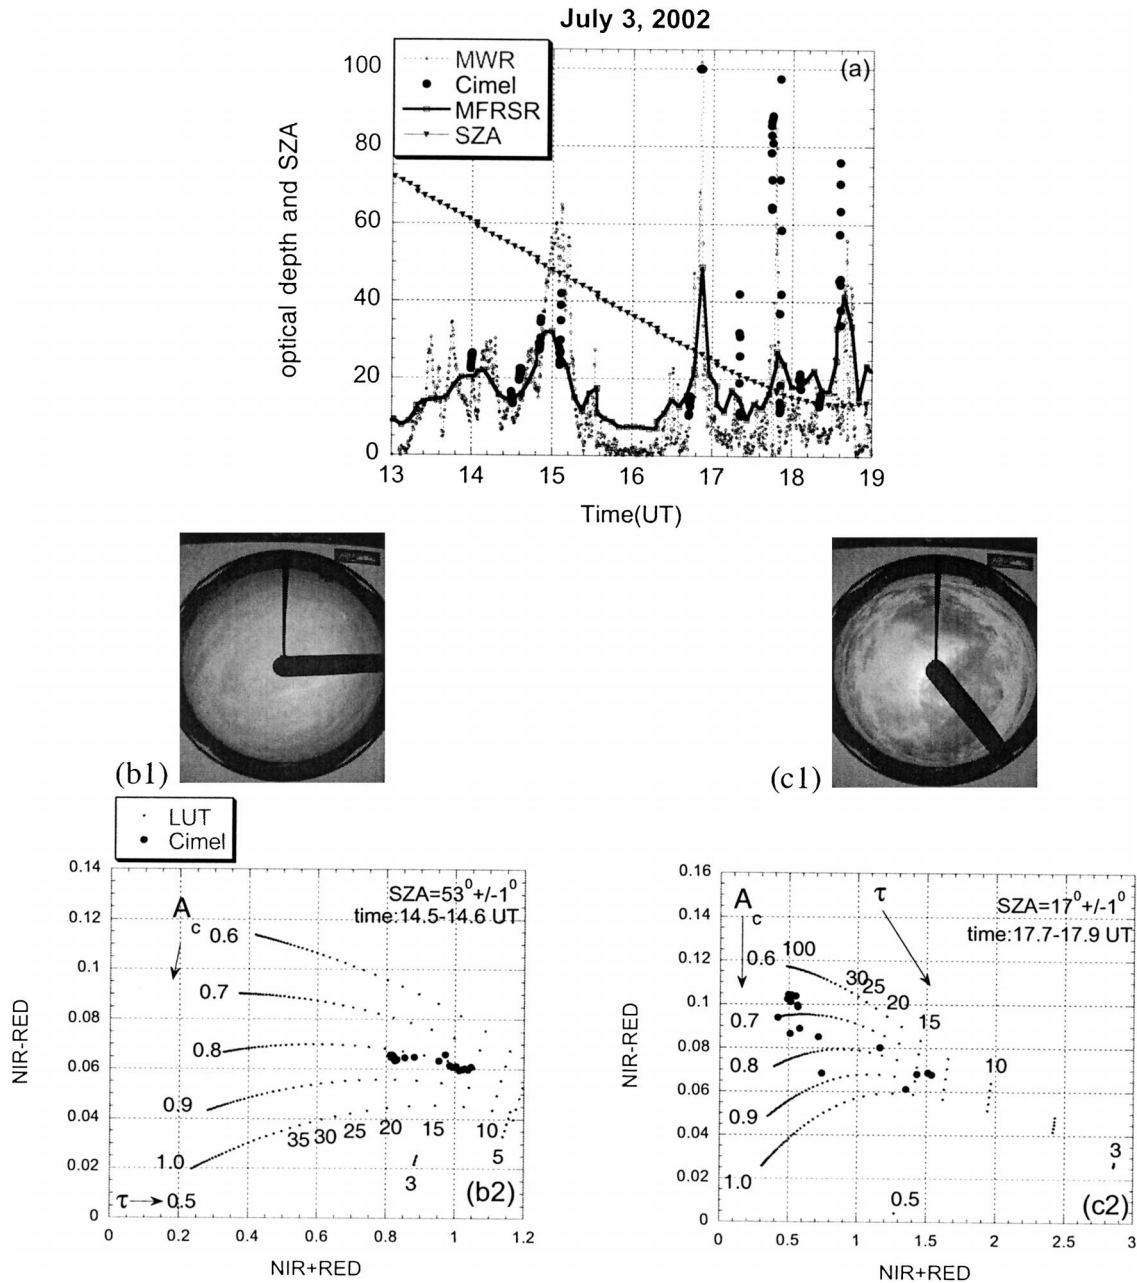 July 3, 2002
(a)
MWR
Cimel
MFRSR
SZA
optical depth and SZA
100
80
60
40
20
0
13 14 15 16 17 18 19
Time(UT)
(b1)
(c1)
LUT
Cimel
NIR-RED
0.14
0.12
0.1
0.08
0.06
0.04
0.02
0
SZA=53⁰+/-1⁰
time:14.5-14.6 UT
A c
0.6
0.7
0.8
0.9
1.0
35 30 25 20 15 10
5
3
τ 0.5
(b2)
0 0.2 0.4 0.6 0.8 1 1.2
NIR+RED
NIR-RED
0.16
0.14
0.12
0.1
0.08
0.06
0.04
0.02
0
A c
τ
SZA=17⁰+/-1⁰
time:17.7-17.9 UT
0.6 100
30
25
20
15
10
0.7
0.8
0.9
1.0
3
0.5
(c2)
0 0.5 1 1.5 2 2.5 3
NIR+RED